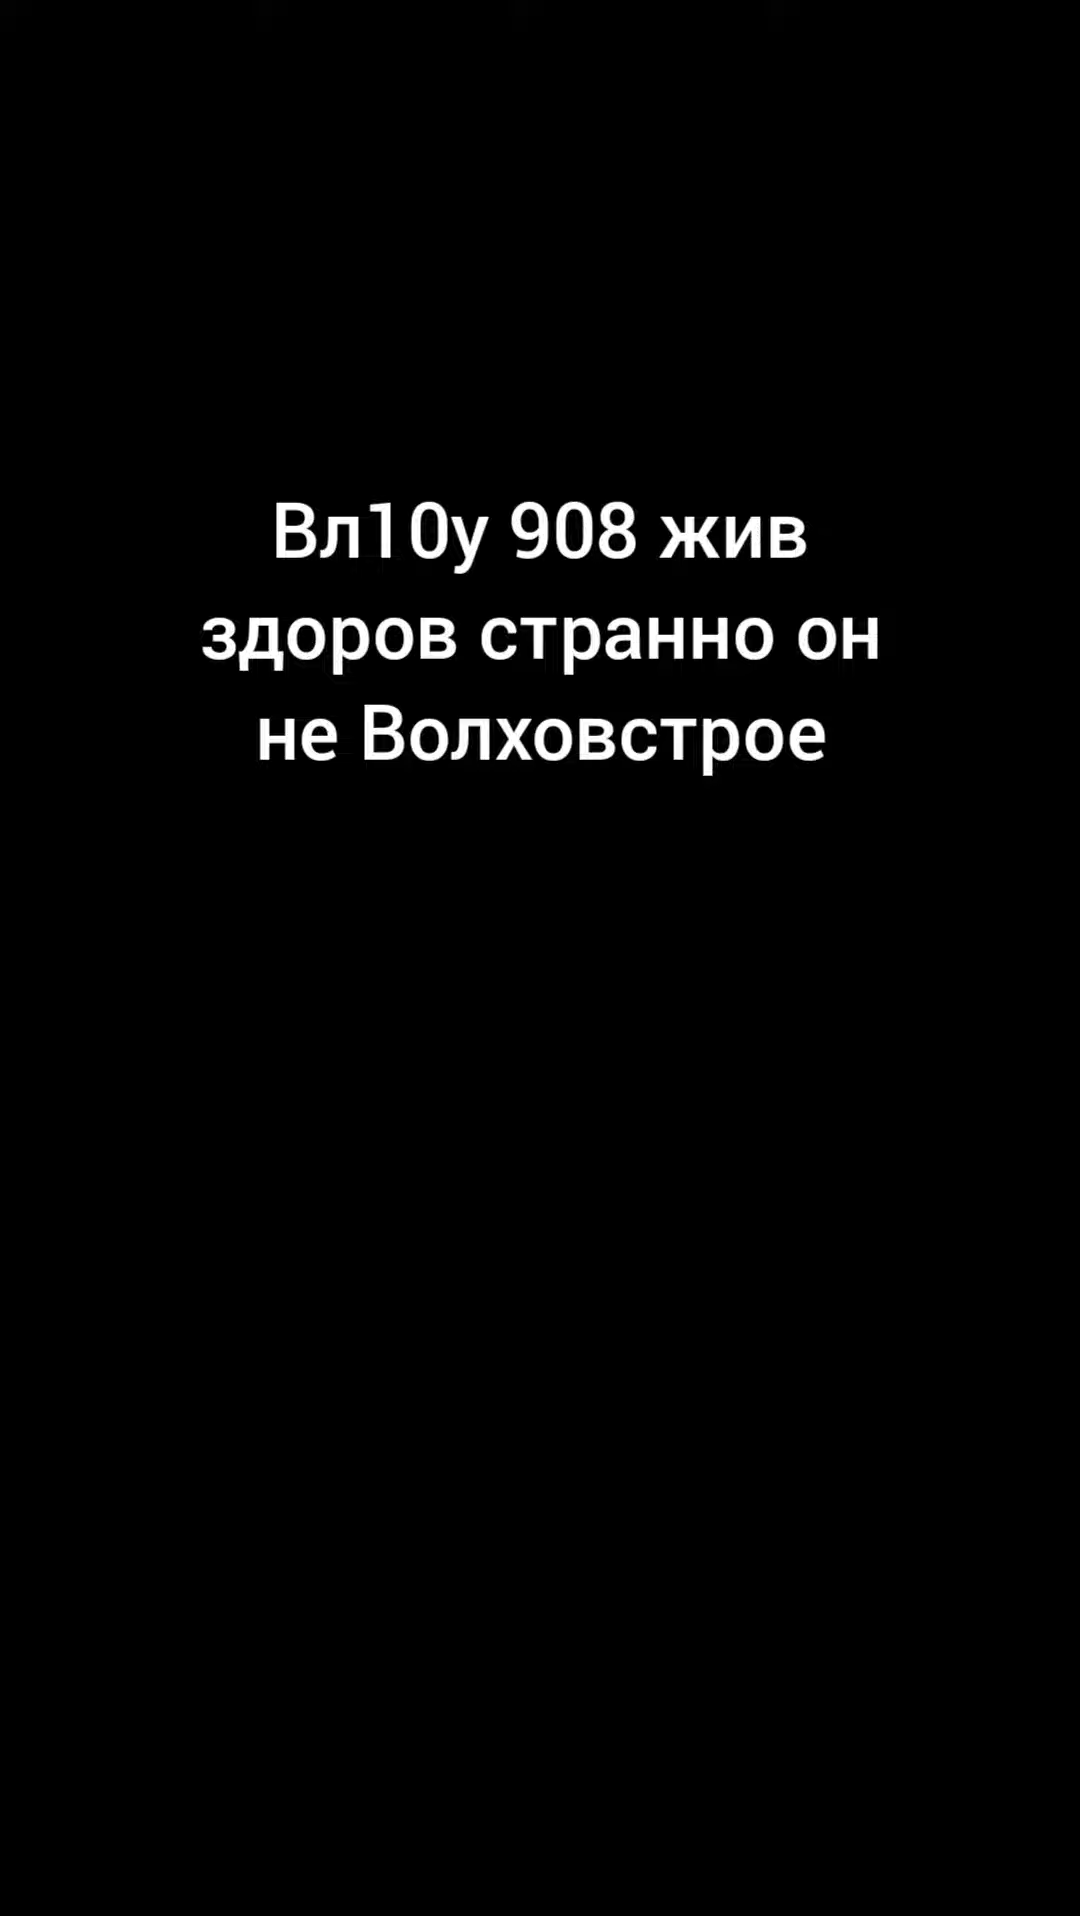 Вл10у 908 жив
здоров странно он
не Волховстрое